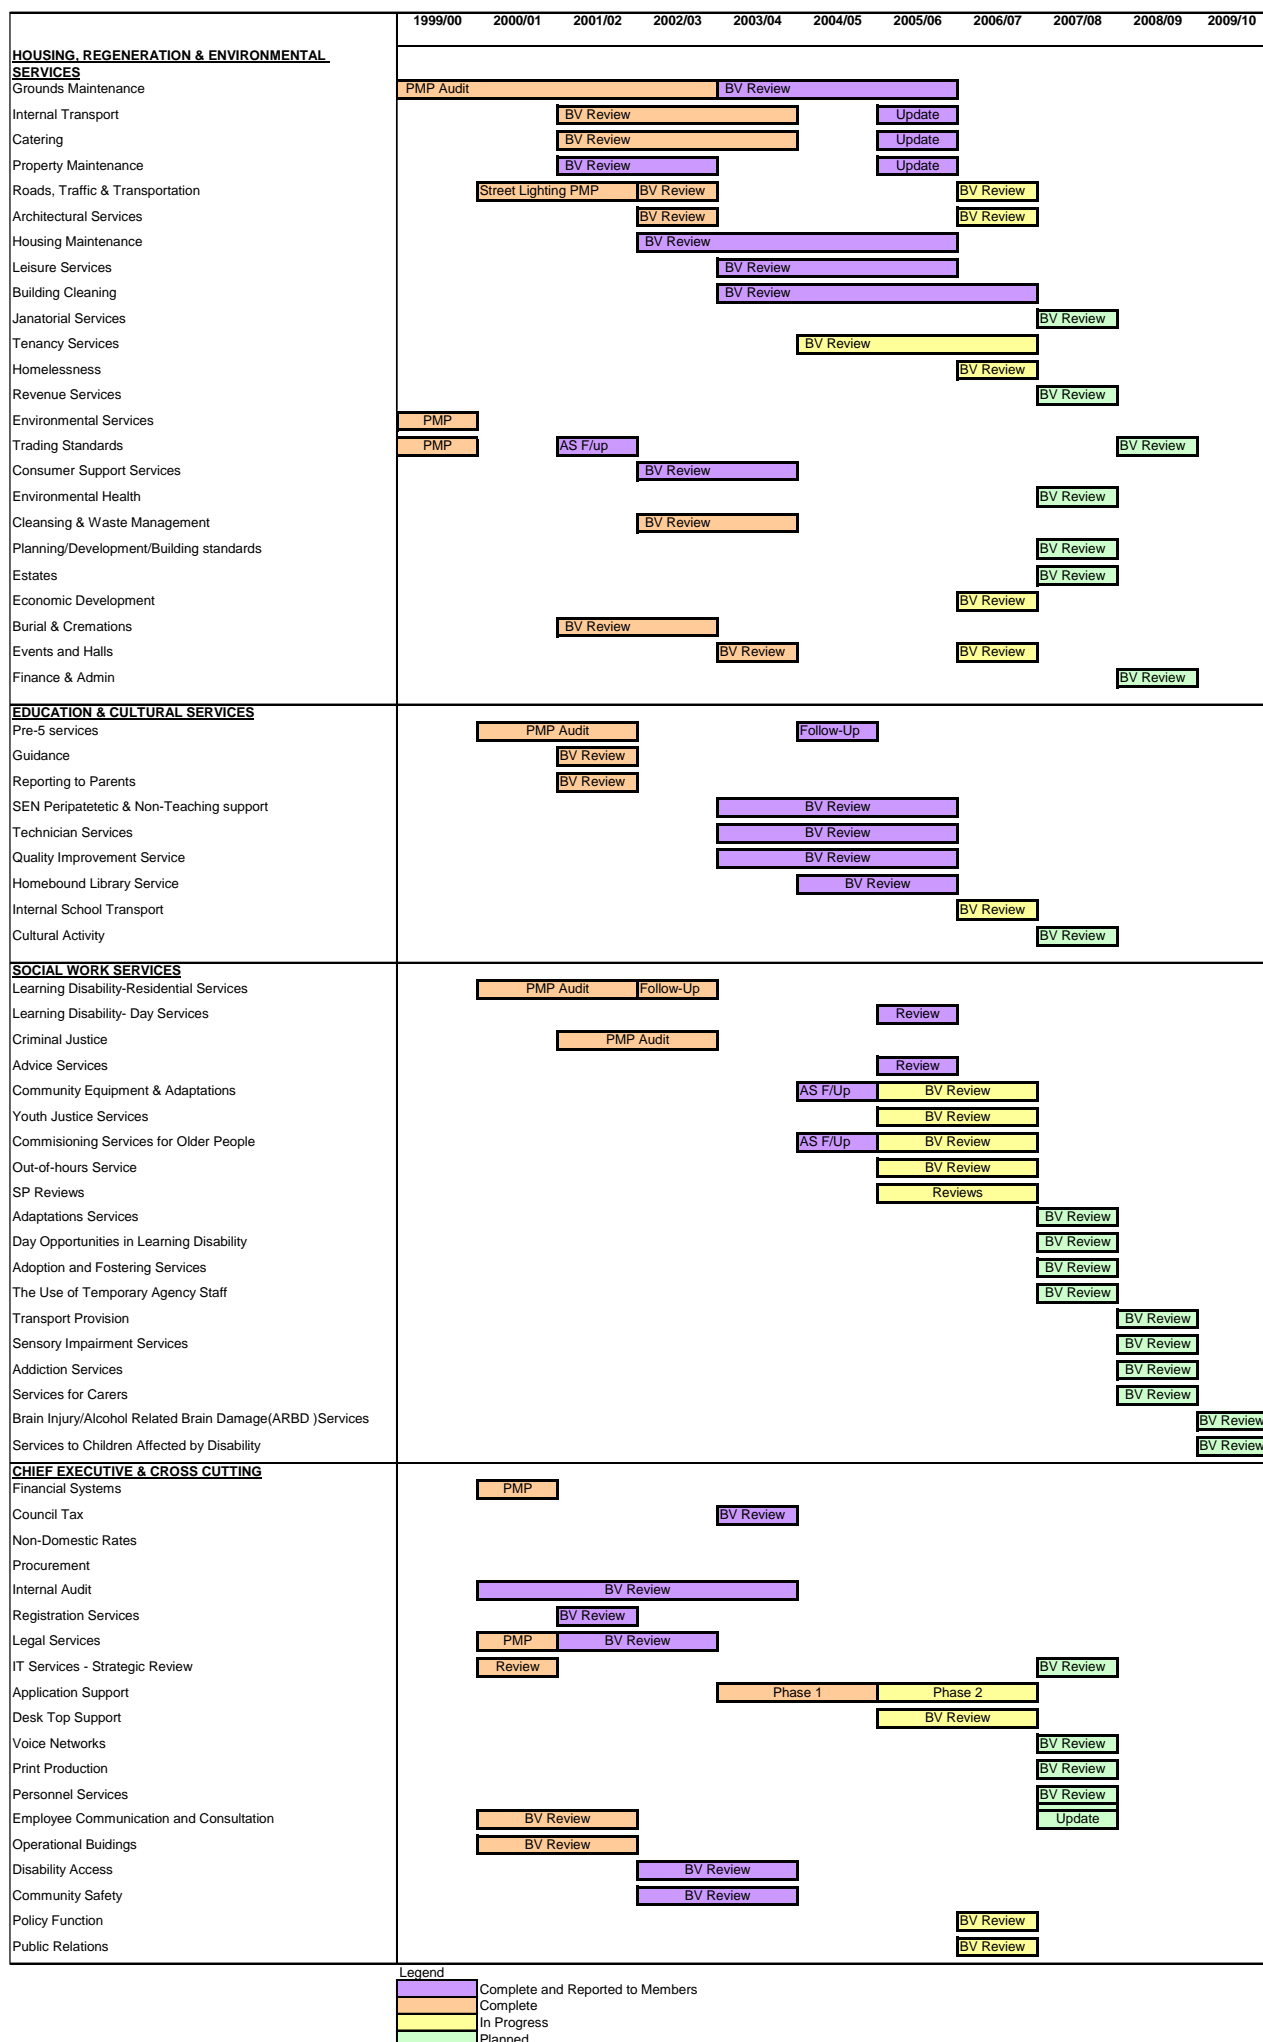 1999/00 2000/01 2001/02 2002/03 2003/04 2004/05 2005/06 2006/07 2007/08 2008/09 2009/10
HOUSING, REGENERATION & ENVIRONMENTAL
SERVICES
Grounds Maintenance PMP Audit BV Review
Internal Transport BV Review Update
Catering BV Review Update
Property Maintenance BV Review Update
Roads, Traffic & Transportation Street Lighting PMP BV Review BV Review
Architectural Services BV Review BV Review
Housing Maintenance BV Review
Leisure Services BV Review
Building Cleaning BV Review
Janatorial Services BV Review
Tenancy Services BV Review
Homelessness BV Review
Revenue Services BV Review
Environmental Services PMP
Trading Standards PMP AS F/up BV Review
Consumer Support Services BV Review
Environmental Health BV Review
Cleansing & Waste Management BV Review
Planning/Development/Building standards BV Review
Estates BV Review
Economic Development BV Review
Burial & Cremations BV Review
Events and Halls BV Review BV Review
Finance & Admin BV Review
EDUCATION & CULTURAL SERVICES
Pre-5 services PMP Audit Follow-Up
Guidance BV Review
Reporting to Parents BV Review
SEN Peripatetetic & Non-Teaching support BV Review
Technician Services BV Review
Quality Improvement Service BV Review
Homebound Library Service BV Review
Internal School Transport BV Review
Cultural Activity BV Review
SOCIAL WORK SERVICES
Learning Disability-Residential Services PMP Audit Follow-Up
Learning Disability- Day Services Review
Criminal Justice PMP Audit
Advice Services Review
Community Equipment & Adaptations AS F/Up BV Review
Youth Justice Services BV Review
Commisioning Services for Older People AS F/Up BV Review
Out-of-hours Service BV Review
SP Reviews Reviews
Adaptations Services BV Review
Day Opportunities in Learning Disability BV Review
Adoption and Fostering Services BV Review
The Use of Temporary Agency Staff BV Review
Transport Provision BV Review
Sensory Impairment Services BV Review
Addiction Services BV Review
Services for Carers BV Review
Brain Injury/Alcohol Related Brain Damage(ARBD )Services BV Review
Services to Children Affected by Disability BV Review
CHIEF EXECUTIVE & CROSS CUTTING
Financial Systems PMP
Council Tax BV Review
Non-Domestic Rates
Procurement
Internal Audit BV Review
Registration Services BV Review
Legal Services PMP BV Review
IT Services - Strategic Review Review BV Review
Application Support Phase 1 Phase 2
Desk Top Support BV Review
Voice Networks BV Review
Print Production BV Review
Personnel Services BV Review
Employee Communication and Consultation BV Review Update
Operational Buidings BV Review
Disability Access BV Review
Community Safety BV Review
Policy Function BV Review
Public Relations BV Review
Legend
Complete and Reported to Members
Complete
In Progress
Planned